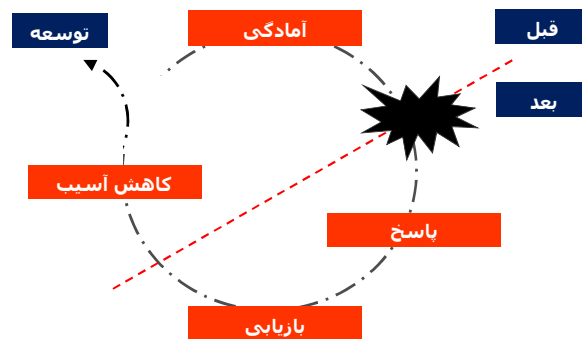 آمادگی
قبل
توسعه
بعد
کاهش آسیب
پاسخ
بازیابی